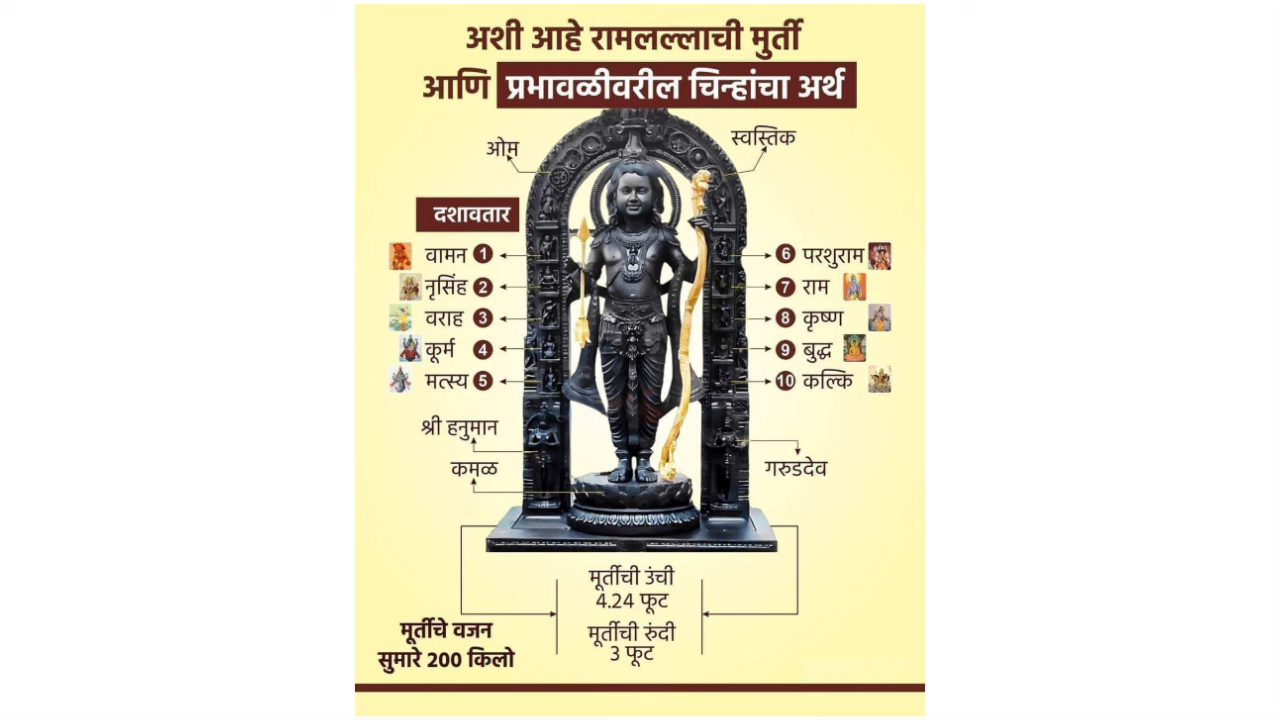 अशी आहे रामलल्लाची मुर्ती
आणि प्रभावळीवरील चिन्हांचा अर्थ
ओम
स्वस्तिक
दशावतार
वामन 1
नृसिंह 2
वराह 3
कूर्म 4
मत्स्य 5
6 परशुराम
7 राम
8 कृष्ण
9 बुद्ध
10 कल्कि
श्री हनुमान
कमळ
गरुडदेव
मूर्तीची उंची
4.24 फूट
मूर्तीची रुंदी
3 फूट
मूर्तीचे वजन
सुमारे 200 किलो